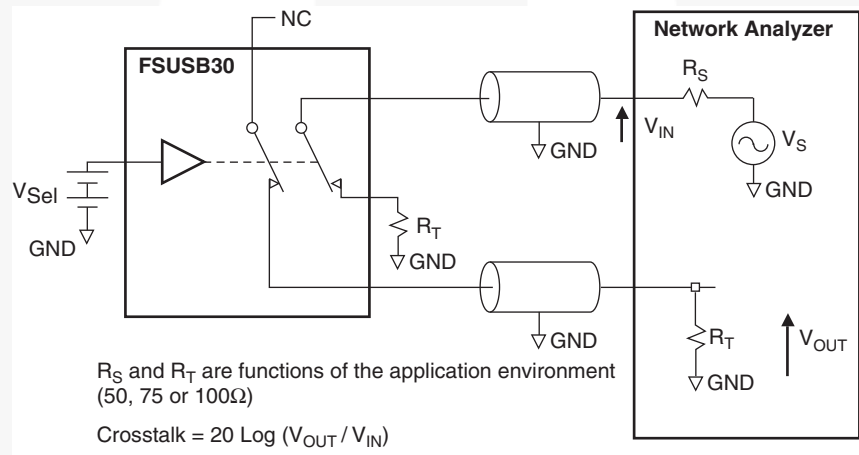 NC
Network Analyzer
FSUSB30
R_S
V_IN
V_S
GND
GND
V_Sel
GND
R_T
GND
R_T
V_OUT
GND
GND
R_S and R_T are functions of the application environment
(50, 75 or 100Ω)
Crosstalk = 20 Log (V_OUT / V_IN)